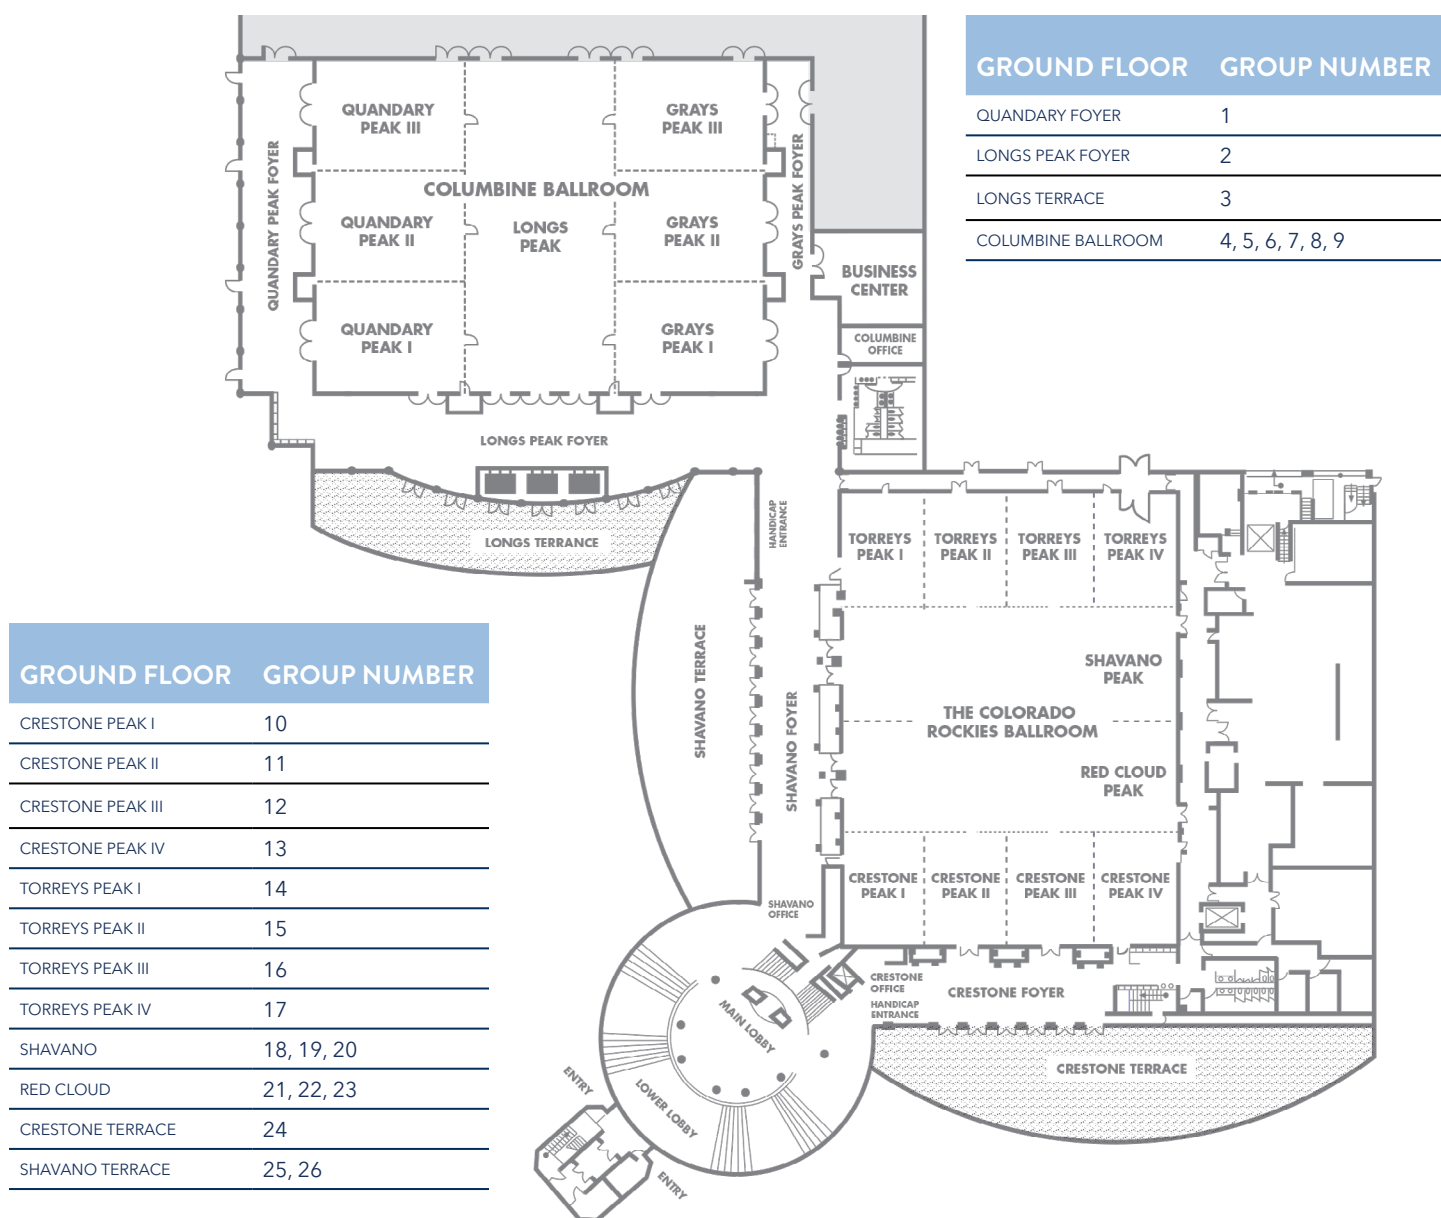 GROUND FLOOR GROUP NUMBER
QUANDARY FOYER 1
LONGS PEAK FOYER 2
LONGS TERRACE 3
COLUMBINE BALLROOM 4, 5, 6, 7, 8, 9
QUANDARY
PEAK III
GRAYS
PEAK III
COLUMBINE BALLROOM
QUANDARY
PEAK II
LONGS
PEAK
GRAYS
PEAK II
QUANDARY
PEAK I
GRAYS
PEAK I
QUANDARY PEAK FOYER
GRAYS PEAK FOYER
BUSINESS
CENTER
COLUMBINE
OFFICE
LONGS PEAK FOYER
LONGS TERRANCE
HANDICAP
ENTRANCE
TORREYS
PEAK I
TORREYS
PEAK II
TORREYS
PEAK III
TORREYS
PEAK IV
SHAVANO TERRACE
SHAVANO FOYER
SHAVANO
PEAK
THE COLORADO
ROCKIES BALLROOM
RED CLOUD
PEAK
CRESTONE
PEAK I
CRESTONE
PEAK II
CRESTONE
PEAK III
CRESTONE
PEAK IV
SHAVANO
OFFICE
CRESTONE
OFFICE
HANDICAP
ENTRANCE
CRESTONE FOYER
CRESTONE TERRACE
MAIN LOBBY
LOWER LOBBY
ENTRY
ENTRY
GROUND FLOOR GROUP NUMBER
CRESTONE PEAK I 10
CRESTONE PEAK II 11
CRESTONE PEAK III 12
CRESTONE PEAK IV 13
TORREYS PEAK I 14
TORREYS PEAK II 15
TORREYS PEAK III 16
TORREYS PEAK IV 17
SHAVANO 18, 19, 20
RED CLOUD 21, 22, 23
CRESTONE TERRACE 24
SHAVANO TERRACE 25, 26